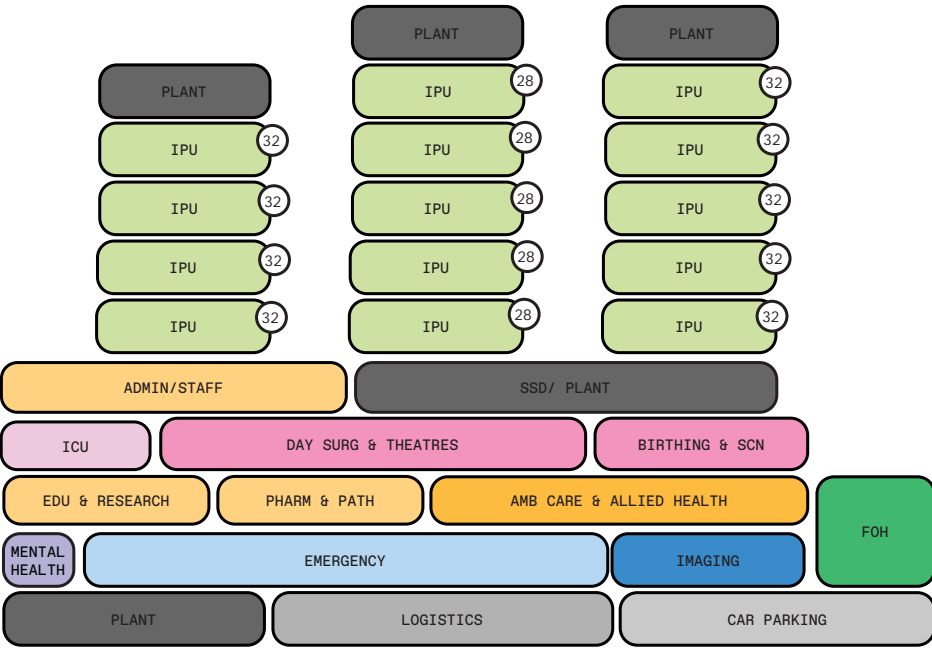 PLANT
PLANT
PLANT
IPU
28
IPU
32
IPU
32
IPU
28
IPU
32
IPU
32
IPU
28
IPU
32
IPU
32
IPU
28
IPU
32
IPU
32
IPU
28
IPU
32
ADMIN/STAFF
SSD/ PLANT
ICU
DAY SURG & THEATRES
BIRTHING & SCN
EDU & RESEARCH
PHARM & PATH
AMB CARE & ALLIED HEALTH
FOH
MENTAL
HEALTH
EMERGENCY
IMAGING
PLANT
LOGISTICS
CAR PARKING